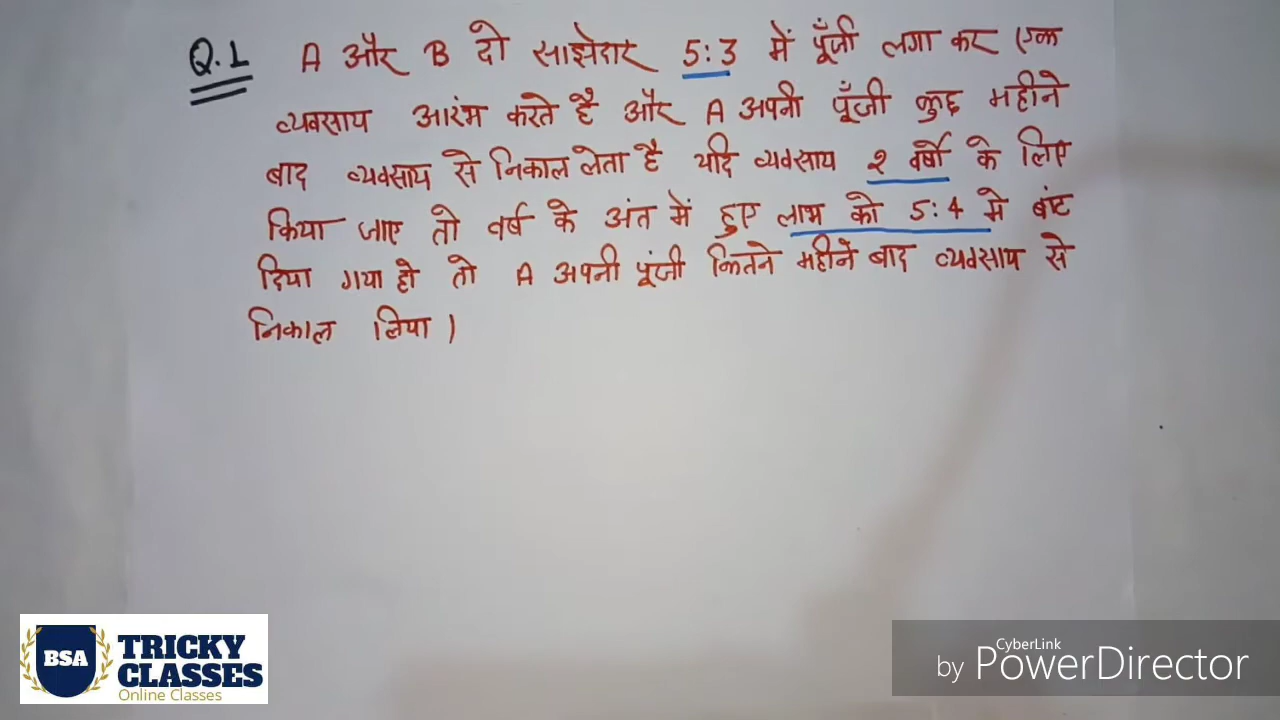 Q.1 A और B दो साझेदार 5:3 में पूँजी लगा कर एक
व्यवसाय आरंभ करते है और A अपनी पूँजी कुछ महीने
बाद व्यवसाय से निकाल लेता है यदि व्यवसाय २ वर्षो के लिए
किया जाए तो वर्ष के अंत में हुए लाभ को 5:4 मे बांट
दिया गया हो तो A अपनी पूंजी कितने महीने बाद व्यवसाय से
निकाल लिया।
BSA
TRICKY
CLASSES
Online Classes
CyberLink
by PowerDirector